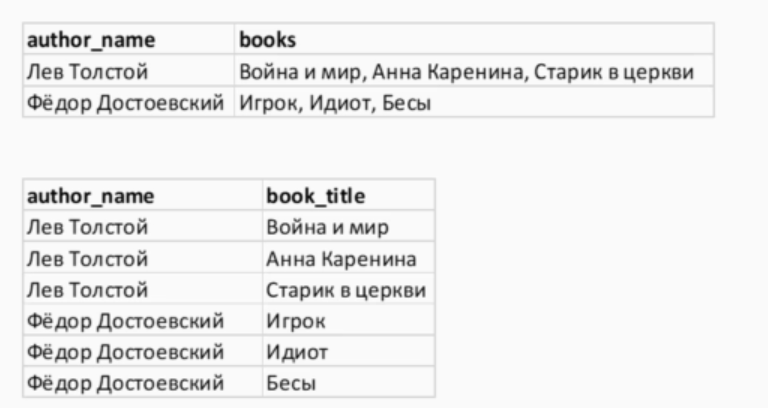 author_name books
Лев Толстой Война и мир, Анна Каренина, Старик в церкви
Фёдор Достоевский Игрок, Идиот, Бесы
author_name book_title
Лев Толстой Война и мир
Лев Толстой Анна Каренина
Лев Толстой Старик в церкви
Фёдор Достоевский Игрок
Фёдор Достоевский Идиот
Фёдор Достоевский Бесы